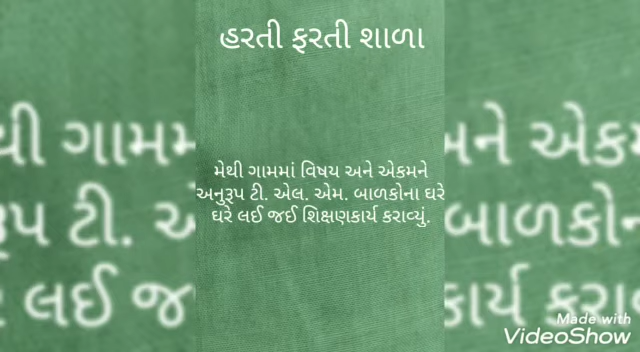 હરતી ફરતી શાળા
મેથી ગામમાં વિષય અને એકમને
અનુરૂપ ટી. એલ. એમ. બાળકોના ઘરે
ઘરે લઈ જઈ શિક્ષણકાર્ય કરાવ્યું.
Made with
VideoShow